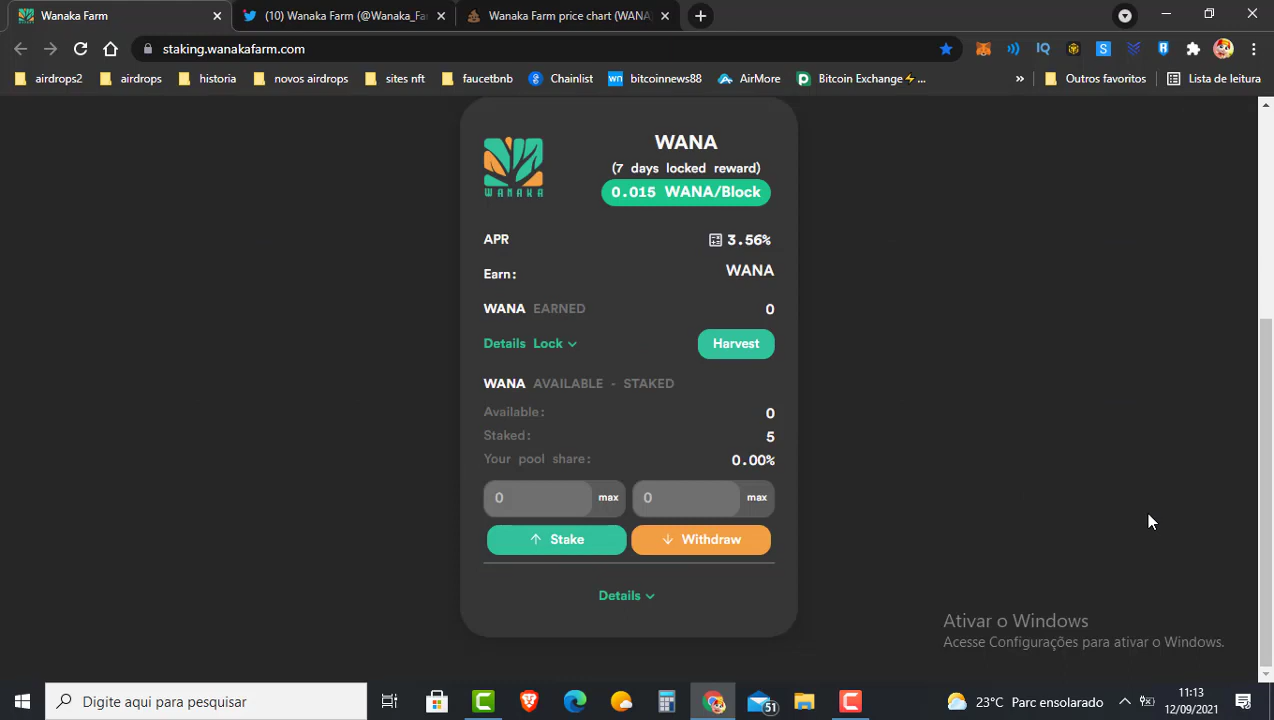 Wanaka Farm
(10) Wanaka Farm (@Wanaka_Fa
Wanaka Farm price chart (WANA
staking.wanakafarm.com
airdrops2
airdrops
historia
novos airdrops
sites nft
faucetbnb
Chainlist
wn bitcoinnews88
AirMore
Bitcoin Exchange⚡...
»
Outros favoritos
Lista de leitura
WANAKA
WANA
(7 days locked reward)
0.015 WANA/Block
APR 3.56%
Earn: WANA
WANA EARNED 0
Details Lock
Harvest
WANA AVAILABLE - STAKED
Available: 0
Staked: 5
Your pool share: 0.00%
0 max 0 max
↑ Stake ↓ Withdraw
Details
Ativar o Windows
Acesse Configurações para ativar o Windows.
Digite aqui para pesquisar
51
23°C Parc ensolarado
11:13
12/09/2021